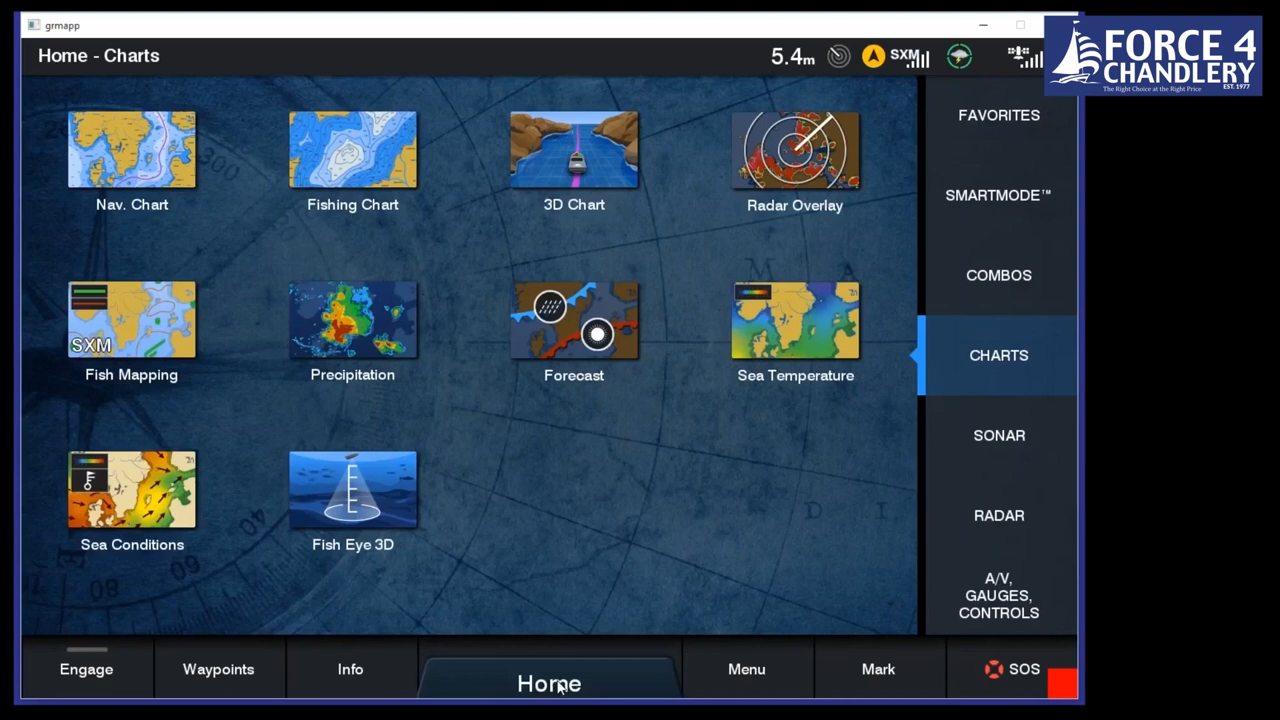 grmapp
Home - Charts
5.4m
SXM
FORCE 4
CHANDLERY
The Right Choice at the Right Price
EST. 1977
Nav. Chart
Fishing Chart
3D Chart
Radar Overlay
SXM
Fish Mapping
Precipitation
Forecast
Sea Temperature
Sea Conditions
Fish Eye 3D
FAVORITES
SMARTMODE™
COMBOS
CHARTS
SONAR
RADAR
A/V,
GAUGES,
CONTROLS
Engage
Waypoints
Info
Home
Menu
Mark
SOS